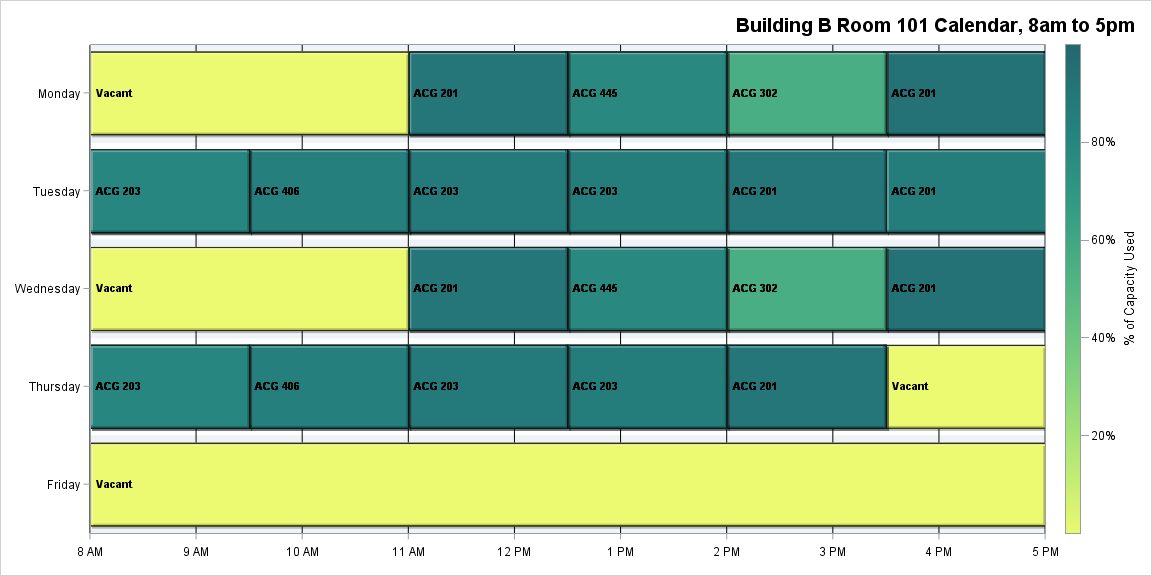 Building B Room 101 Calendar, 8am to 5pm
Monday
Vacant
ACG 201
ACG 445
ACG 302
ACG 201
Tuesday
ACG 203
ACG 406
ACG 203
ACG 203
ACG 201
ACG 201
Wednesday
Vacant
ACG 201
ACG 445
ACG 302
ACG 201
Thursday
ACG 203
ACG 406
ACG 203
ACG 203
ACG 201
Vacant
Friday
Vacant
8 AM
9 AM
10 AM
11 AM
12 PM
1 PM
2 PM
3 PM
4 PM
5 PM
80%
60%
40%
20%
% of Capacity Used